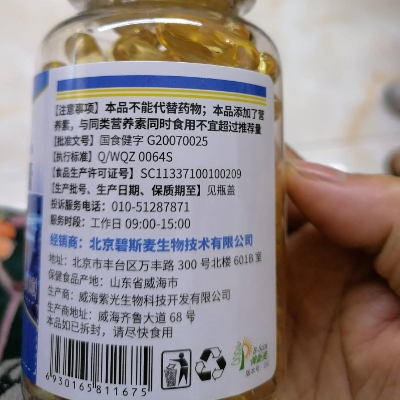 【注意事项】本品不能代替药物；本品添加了营
养素，与同类营养素同时食用不宜超过推荐量
【批准文号】国食健字 G20070025
【执行标准】Q/WQZ 0064S
【食品生产许可证号】SC11337100100209
【生产批号、生产日期、保质期至】见瓶盖
投诉服务电话：010-51287871
服务时段：工作日 09:00-15:00
经销商：北京碧斯麦生物技术有限公司
地址：北京市丰台区万丰路 300 号北楼 601B 室
保健食品产地：山东省威海市
生产商：威海紫光生物科技开发有限公司
生产商地址：威海齐鲁大道 68 号
本品如已拆封，请尽快食用
6930165811675